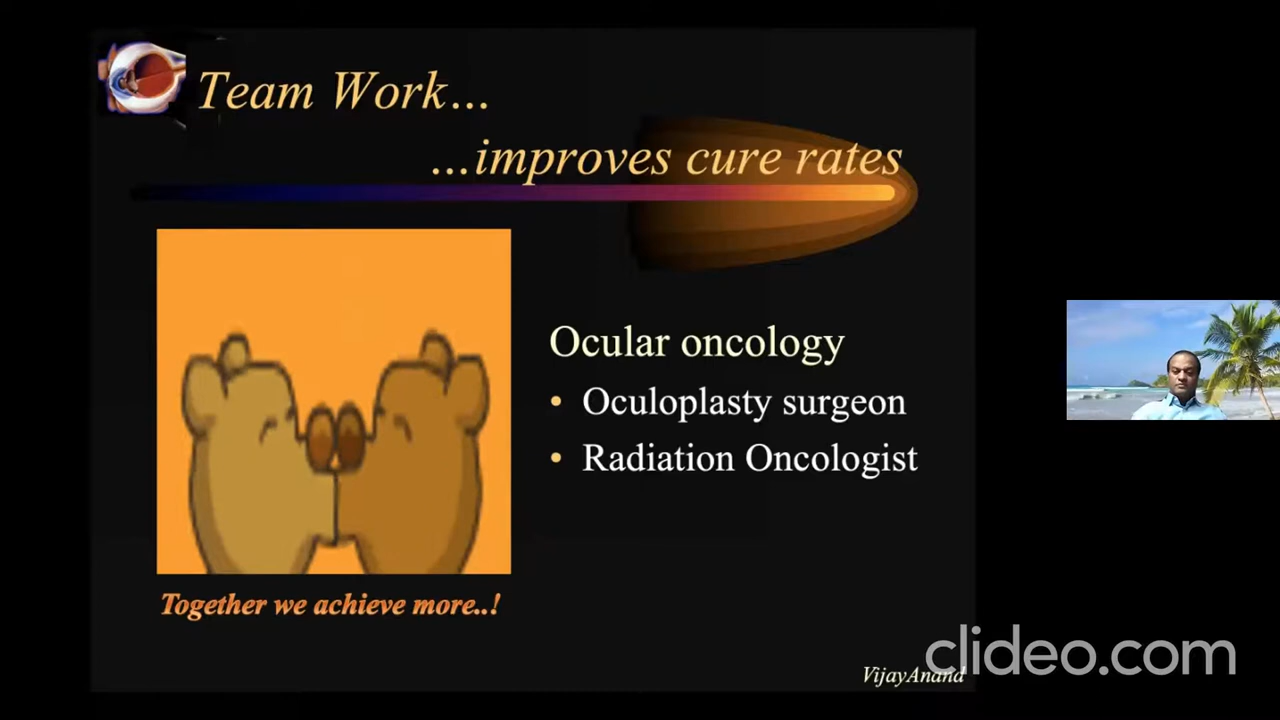 Team Work...
...improves cure rates
Ocular oncology
• Oculoplasty surgeon
• Radiation Oncologist
Together we achieve more..!
VijayAnand
clideo.com